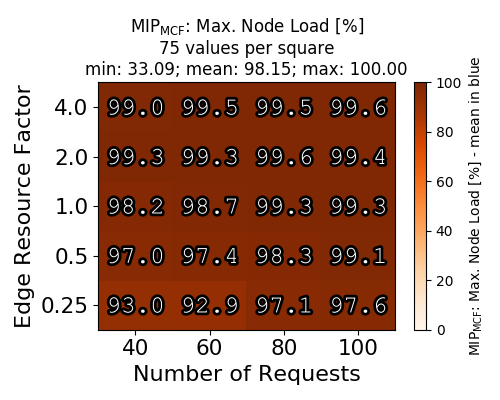 MIP_MCF: Max. Node Load [%]
75 values per square
min: 33.09; mean: 98.15; max: 100.00
Edge Resource Factor
4.0 99.0 99.5 99.5 99.6
2.0 99.3 99.3 99.6 99.4
1.0 98.2 98.7 99.3 99.3
0.5 97.0 97.4 98.3 99.1
0.25 93.0 92.9 97.1 97.6
40 60 80 100
Number of Requests
100
80
60
40
20
0
MIP_MCF: Max. Node Load [%] - mean in blue